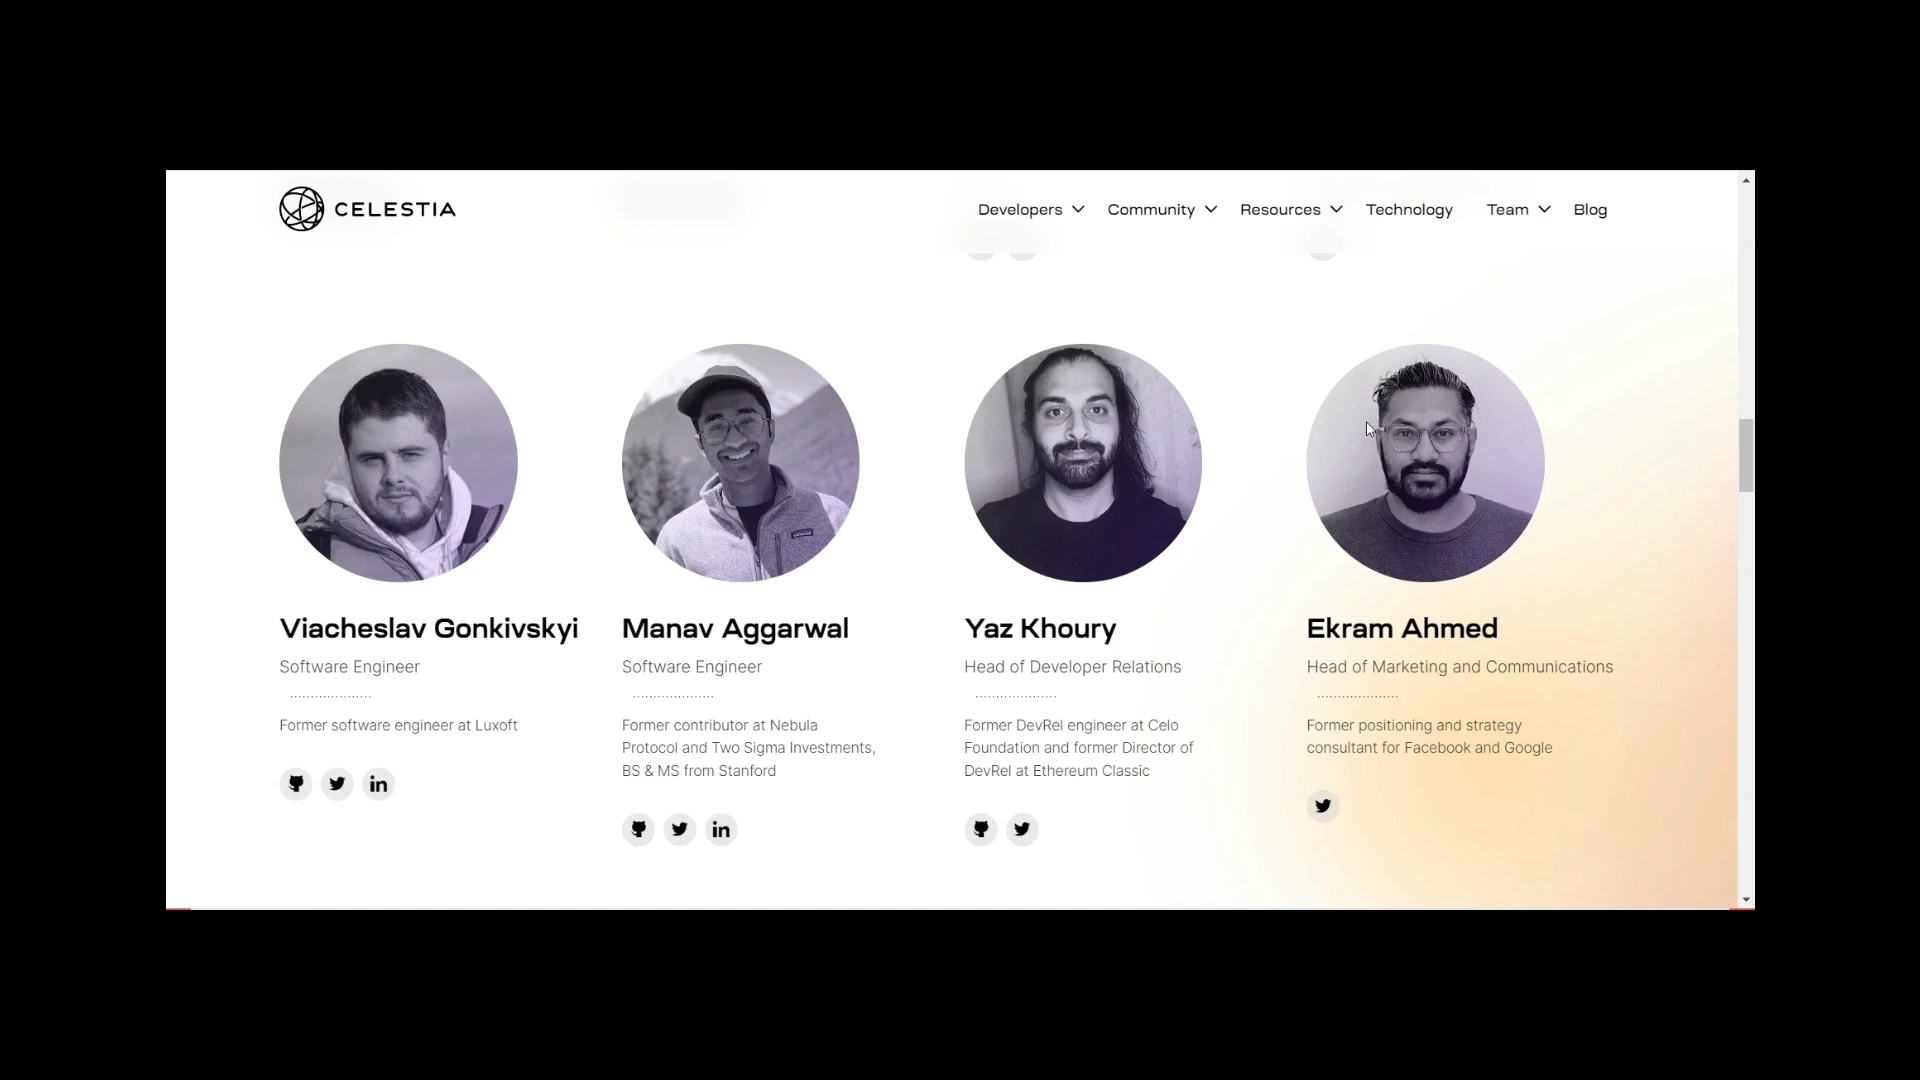 CELESTIA
Developers Community Resources Technology Team Blog
Viacheslav Gonkivskyi
Software Engineer
Former software engineer at Luxoft
in
Manav Aggarwal
Software Engineer
Former contributor at Nebula
Protocol and Two Sigma Investments,
BS & MS from Stanford
in
Yaz Khoury
Head of Developer Relations
Former DevRel engineer at Celo
Foundation and former Director of
DevRel at Ethereum Classic
Ekram Ahmed
Head of Marketing and Communications
Former positioning and strategy
consultant for Facebook and Google